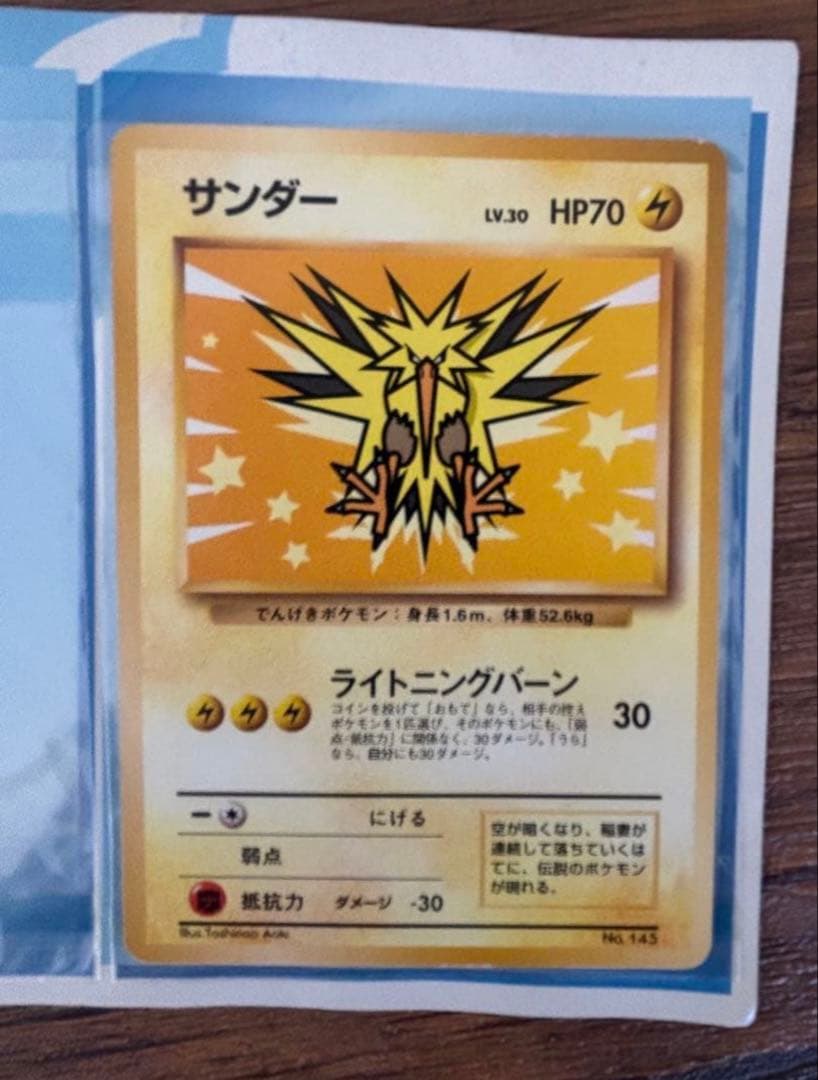 サンダー
LV.30 HP70
でんげきポケモン：身長1.6m、体重52.6kg
ライトニングバーン
30
コインを投げて「おもて」なら、相手の控え
ポケモンを1匹選び、そのポケモンにも、「弱
点・抵抗力」に関係なく、30ダメージ。「うら」
なら、自分にも30ダメージ。
にげる
弱点
抵抗力 ダメージ -30
空が暗くなり、稲妻が
連続して落ちていくは
てに、伝説のポケモン
が現れる。
Illus.Toshinao Aoki
No. 145